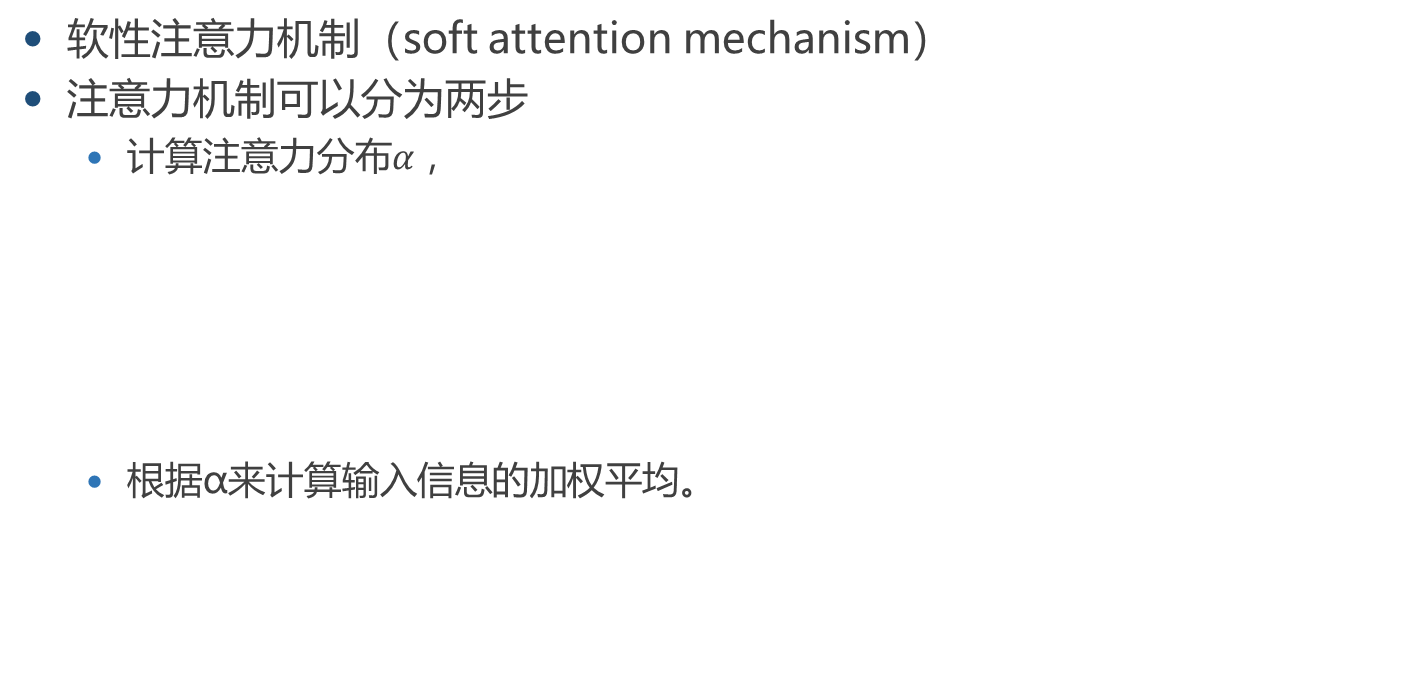 • 软性注意力机制（soft attention mechanism）
• 注意力机制可以分为两步
• 计算注意力分布𝛼，
• 根据α来计算输入信息的加权平均。